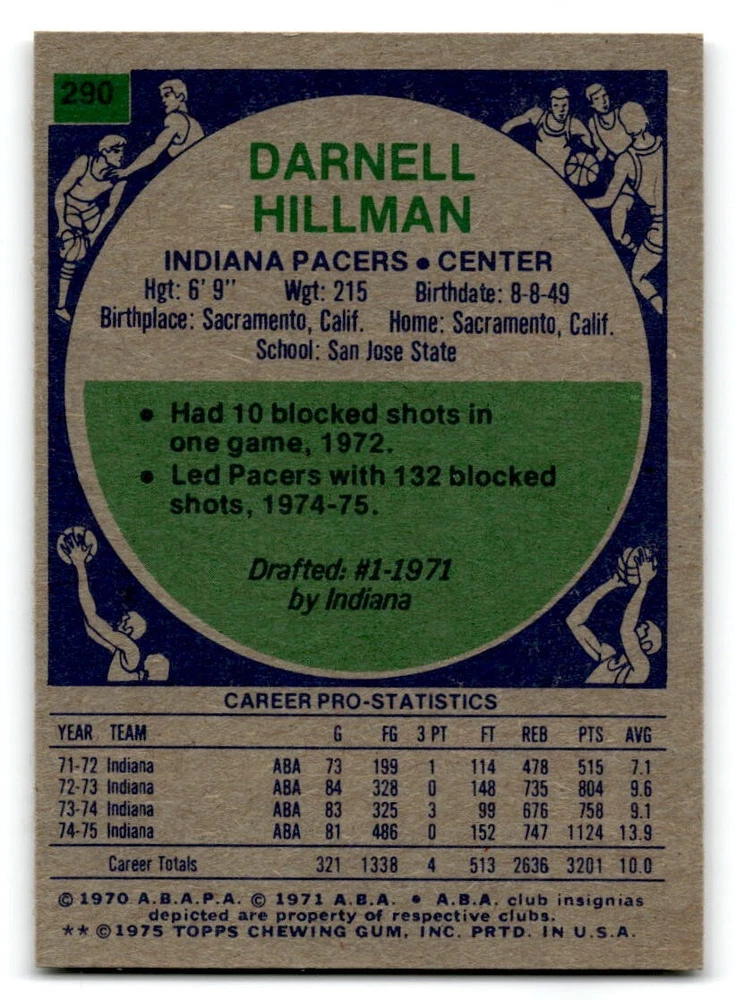 290
DARNELL
HILLMAN
INDIANA PACERS • CENTER
Hgt: 6' 9" Wgt: 215 Birthdate: 8-8-49
Birthplace: Sacramento, Calif. Home: Sacramento, Calif.
School: San Jose State
• Had 10 blocked shots in
one game, 1972.
• Led Pacers with 132 blocked
shots, 1974-75.
Drafted: #1-1971
by Indiana
CAREER PRO-STATISTICS
YEAR TEAM G FG 3 PT FT REB PTS AVG
71-72 Indiana ABA 73 199 1 114 478 515 7.1
72-73 Indiana ABA 84 328 0 148 735 804 9.6
73-74 Indiana ABA 83 325 3 99 676 758 9.1
74-75 Indiana ABA 81 486 0 152 747 1124 13.9
Career Totals 321 1338 4 513 2636 3201 10.0
© 1970 A.B.A.P.A. © 1971 A.B.A. • A.B.A. club insignias
depicted are property of respective clubs.
** © 1975 TOPPS CHEWING GUM, INC. PRTD. IN U.S.A.